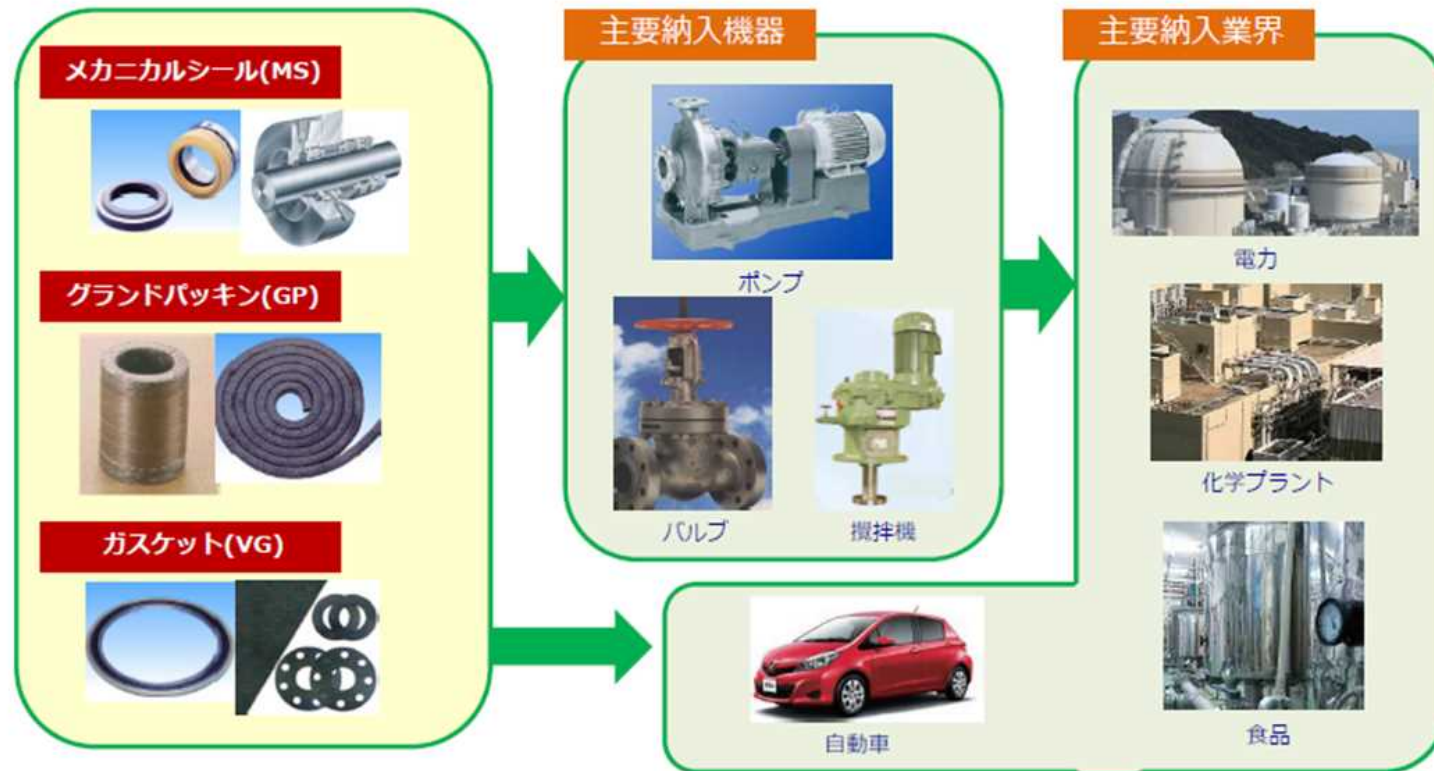 メカニカルシール(MS)
グランドパッキン(GP)
ガスケット(VG)
主要納入機器
ポンプ
バルブ
攪拌機
主要納入業界
電力
化学プラント
食品
自動車